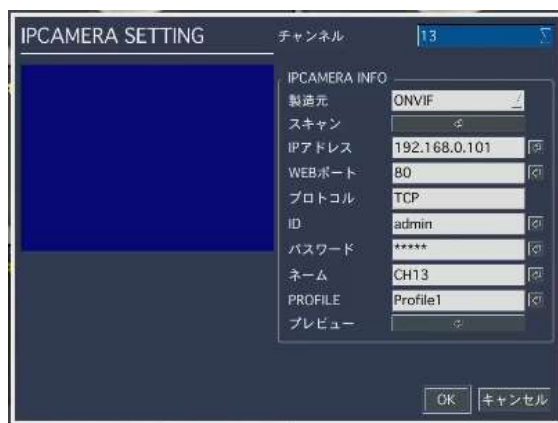 IPCAMERA SETTING
チャンネル 13
IPCAMERA INFO
製造元 ONVIF
スキャン
IPアドレス 192.168.0.101
WEBポート 80
プロトコル TCP
ID admin
パスワード *****
ネーム CH13
PROFILE Profile1
プレビュー
OK キャンセル